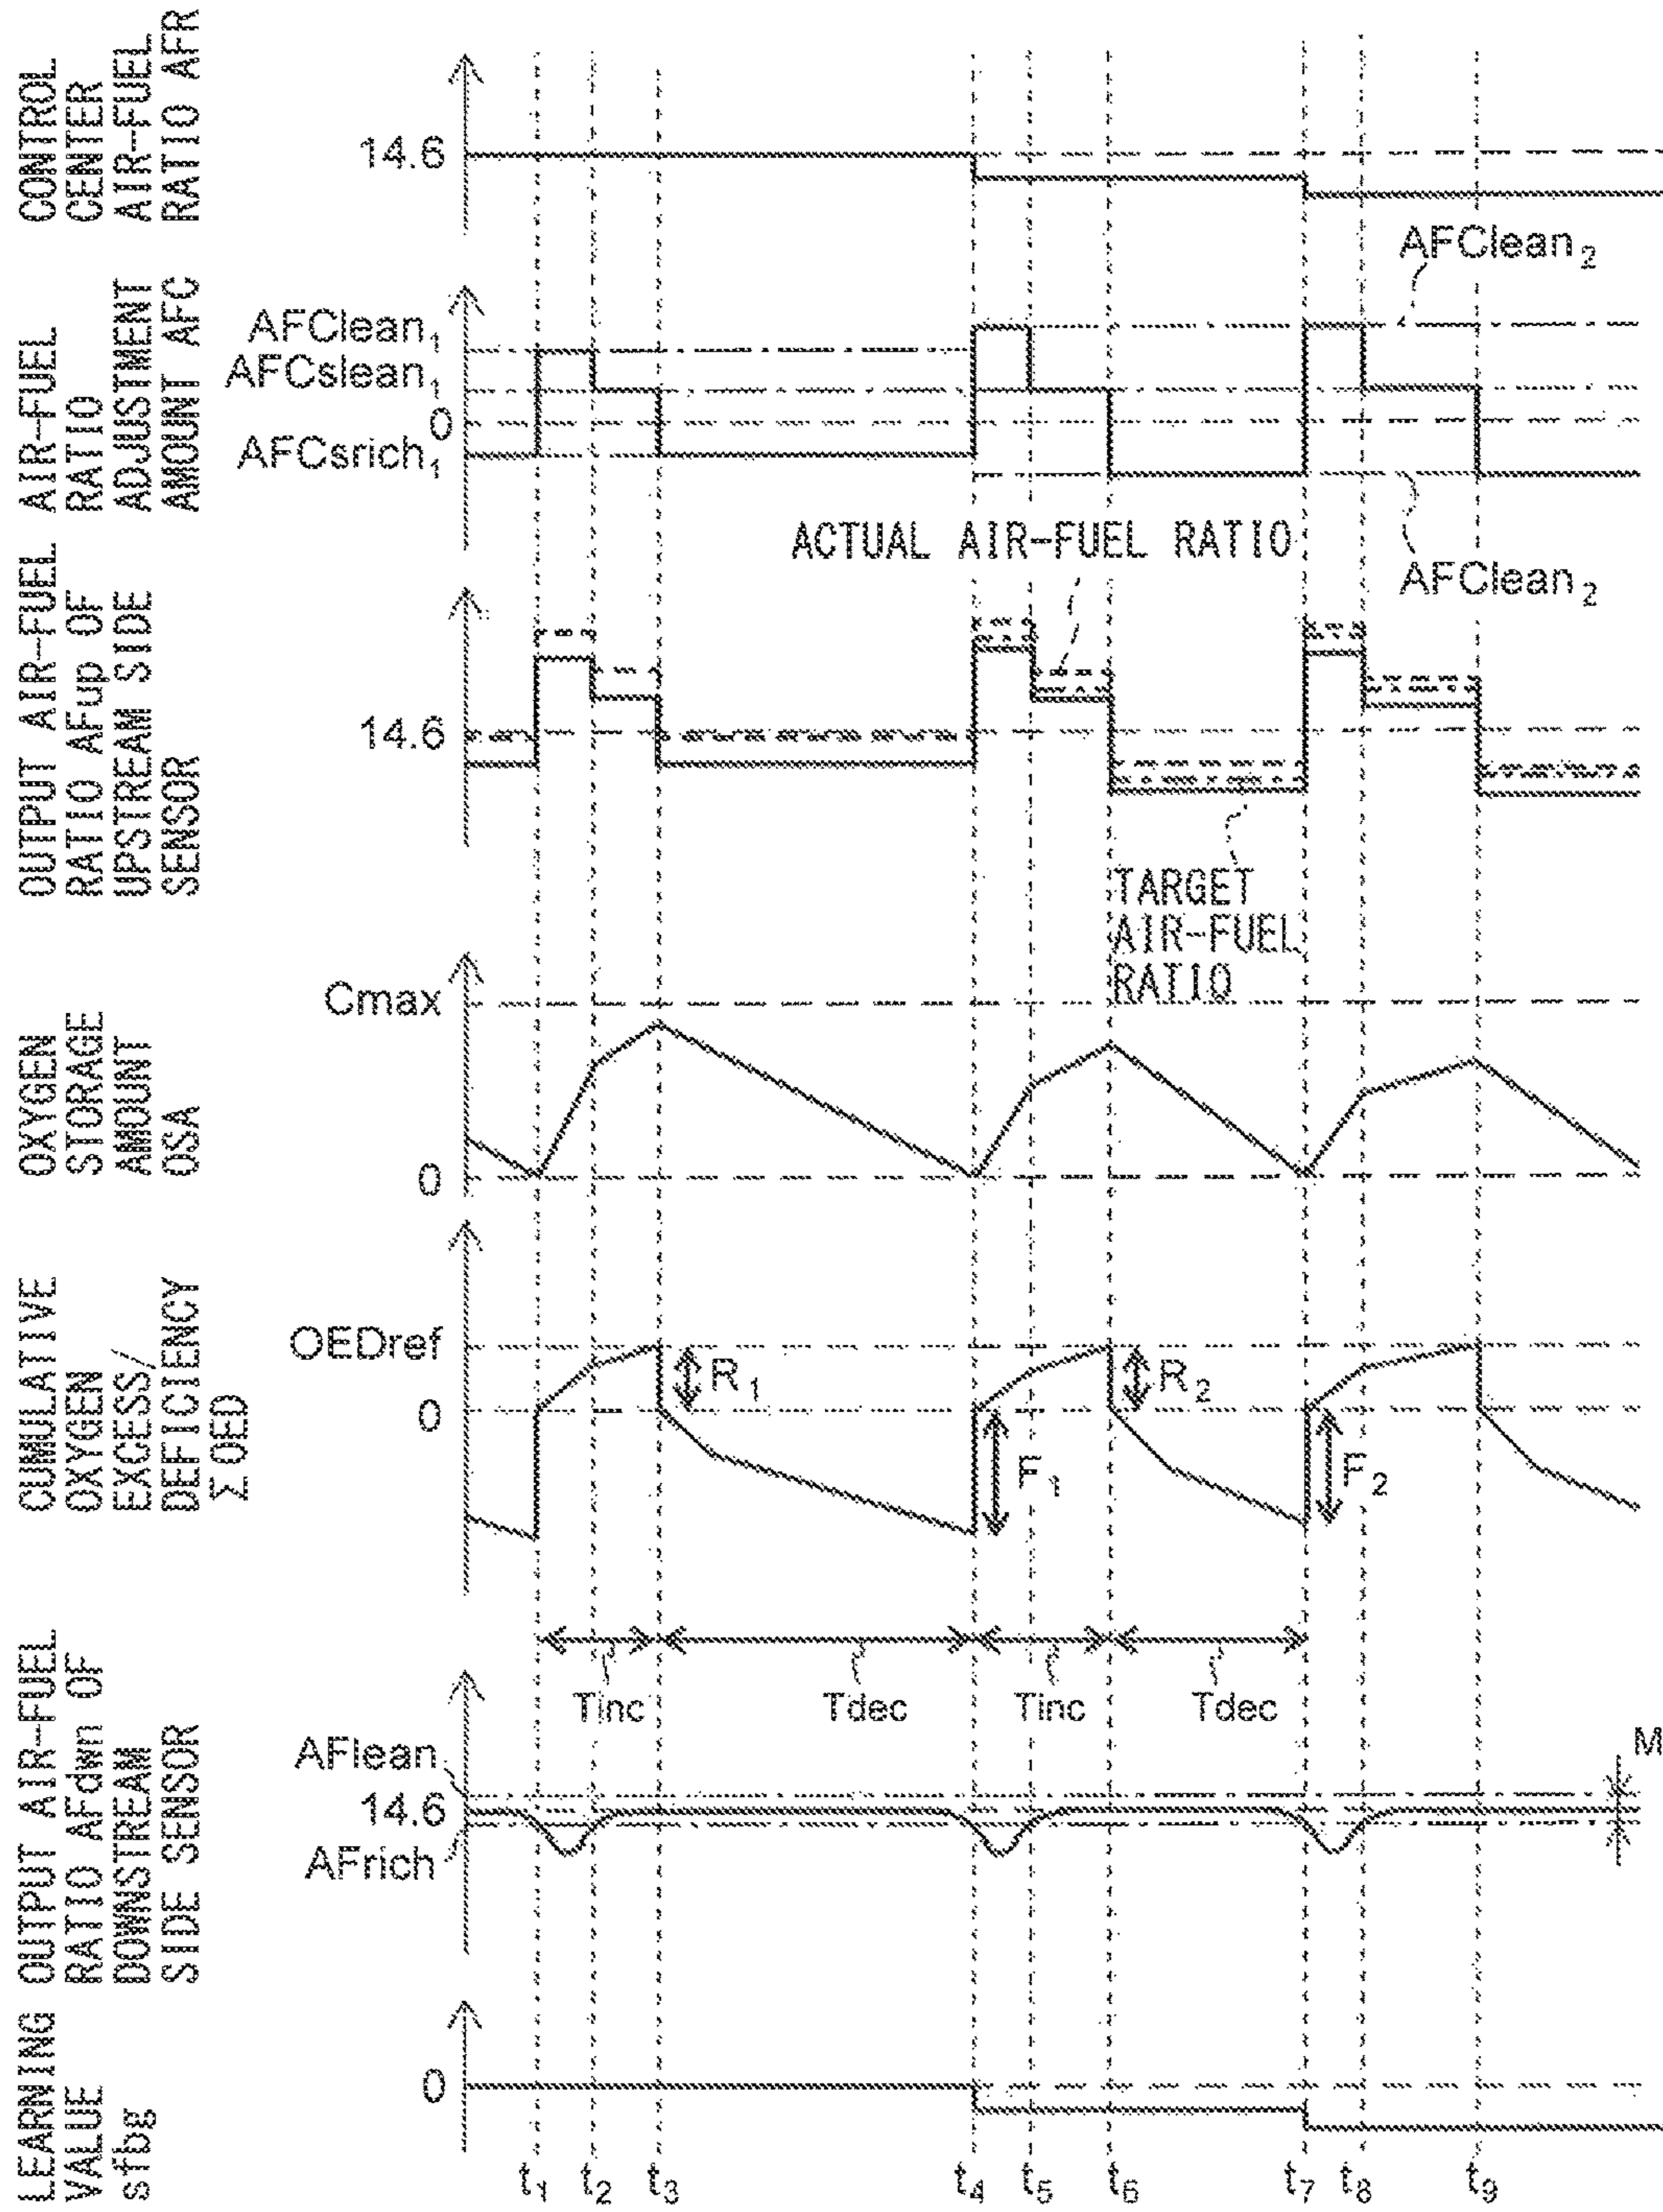 CONTROL
CENTER
AIR-FUEL
RATIO AFR
14.6
AIR-FUEL
RATIO
ADJUSTMENT
AMOUNT AFC
AFClean₁
AFCslean₁
0
AFCsrich₁
AFClean₂
AFClean₂
OUTPUT AIR-FUEL
RATIO AFup OF
UPSTREAM SIDE
SENSOR
14.6
ACTUAL AIR-FUEL RATIO
TARGET
AIR-FUEL
RATIO
OXYGEN
STORAGE
AMOUNT
OSA
Cmax
0
CUMULATIVE
OXYGEN
EXCESS/
DEFICIENCY
ΣOED
OEDref
0
R₁
F₁
R₂
F₂
Tinc
Tdec
Tinc
Tdec
OUTPUT AIR-FUEL
RATIO AFdwn OF
DOWNSTREAM
SIDE SENSOR
AFlean
14.6
AFrich
M
LEARNING
VALUE
sfbg
0
t₁ t₂ t₃ t₄ t₅ t₆ t₇ t₈ t₉